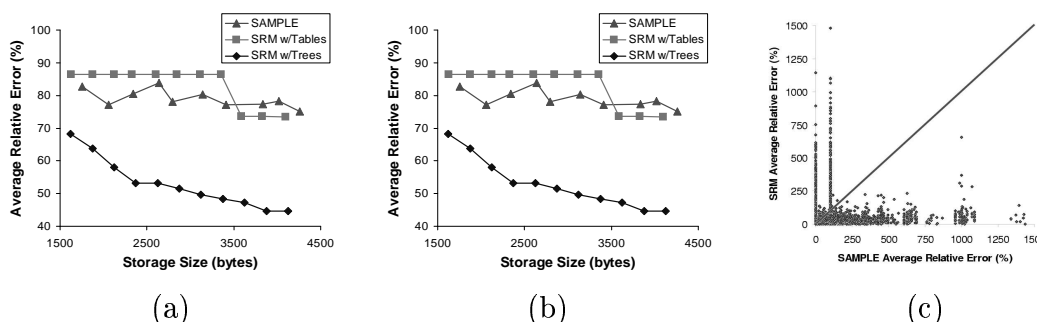 100
90
80
70
60
50
40
Average Relative Error (%)
1500 2500 3500 4500
Storage Size (bytes)
SAMPLE
SRM w/Tables
SRM w/Trees
(a)
100
90
80
70
60
50
40
Average Relative Error (%)
1500 2500 3500 4500
Storage Size (bytes)
SAMPLE
SRM w/Tables
SRM w/Trees
(b)
1500
1250
1000
750
600
500
250
0
SRM Average Relative Error (%)
0 100 250 500 750 1000 1250
SAMPLE Average Relative Error (%)
(c)